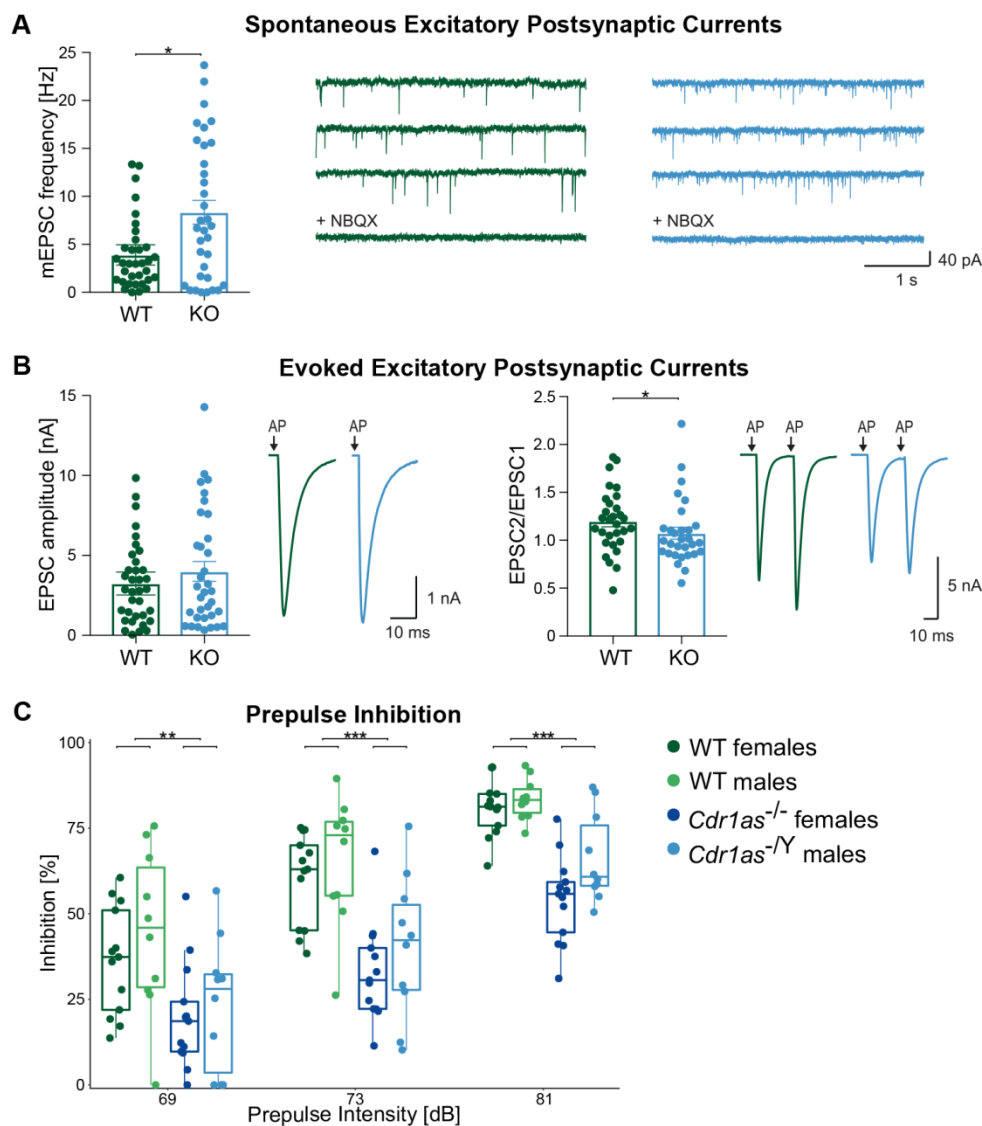 A
Spontaneous Excitatory Postsynaptic Currents
mEPSC frequency [Hz]
25
20
15
10
5
0
*
WT
KO
+ NBQX
+ NBQX
40 pA
1 s
B
Evoked Excitatory Postsynaptic Currents
EPSC amplitude [nA]
15
10
5
0
WT
KO
AP
AP
1 nA
10 ms
EPSC2/EPSC1
2.5
2.0
1.5
1.0
0.5
0
*
WT
KO
AP
AP
AP
AP
5 nA
10 ms
C
Prepulse Inhibition
Inhibition [%]
100
75
50
25
0
**
***
***
69
73
81
Prepulse Intensity [dB]
WT females
WT males
Cdr1as-/- females
Cdr1as-/Y males